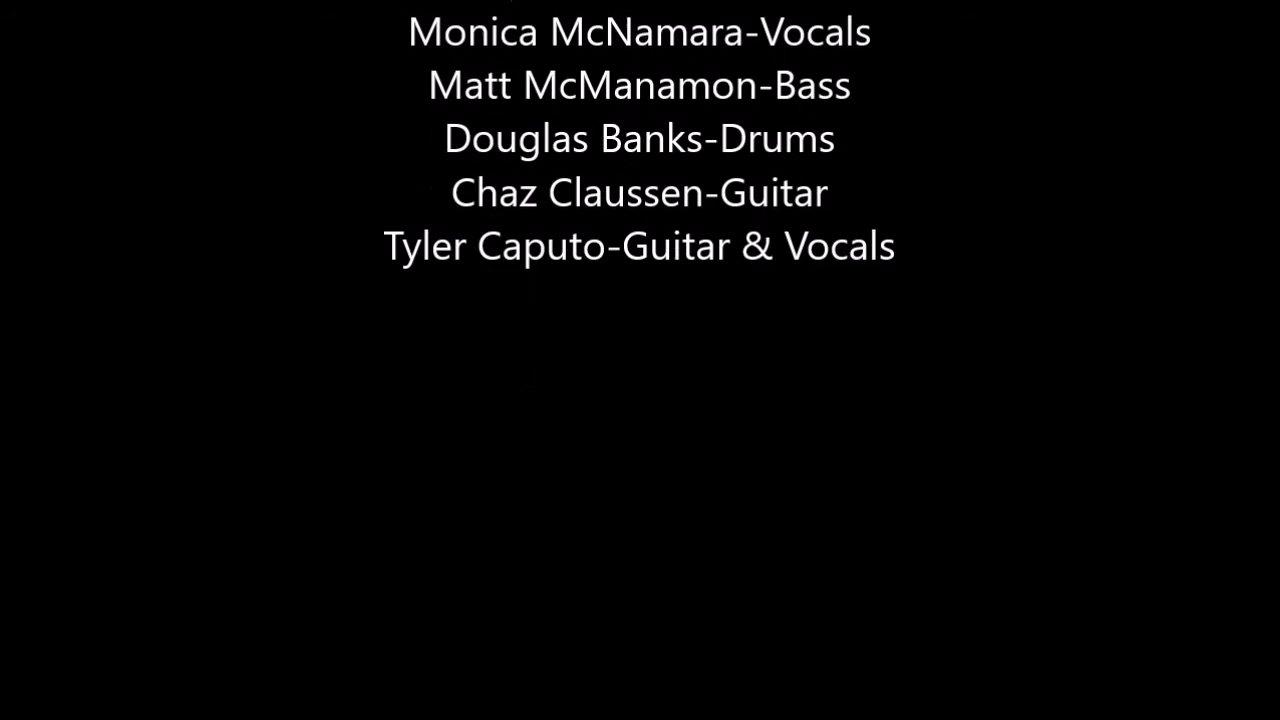 Monica McNamara-Vocals
Matt McManamon-Bass
Douglas Banks-Drums
Chaz Claussen-Guitar
Tyler Caputo-Guitar & Vocals